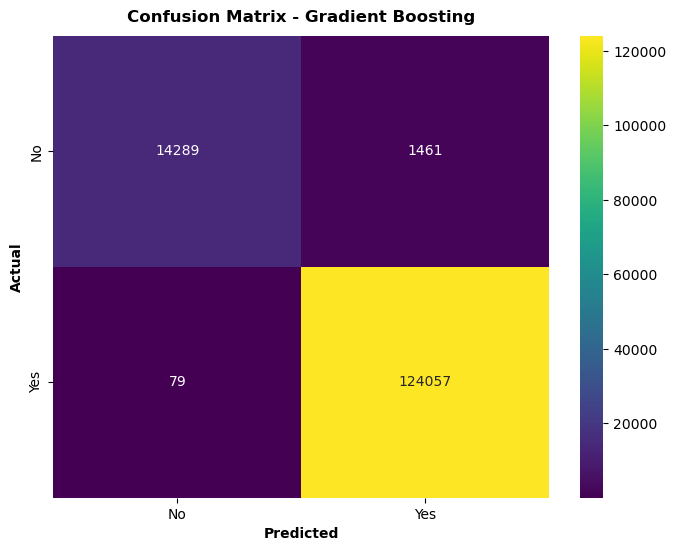 Confusion Matrix - Gradient Boosting
120000
100000
80000
60000
40000
20000
Actual
No
Yes
14289 1461
79 124057
No Yes
Predicted